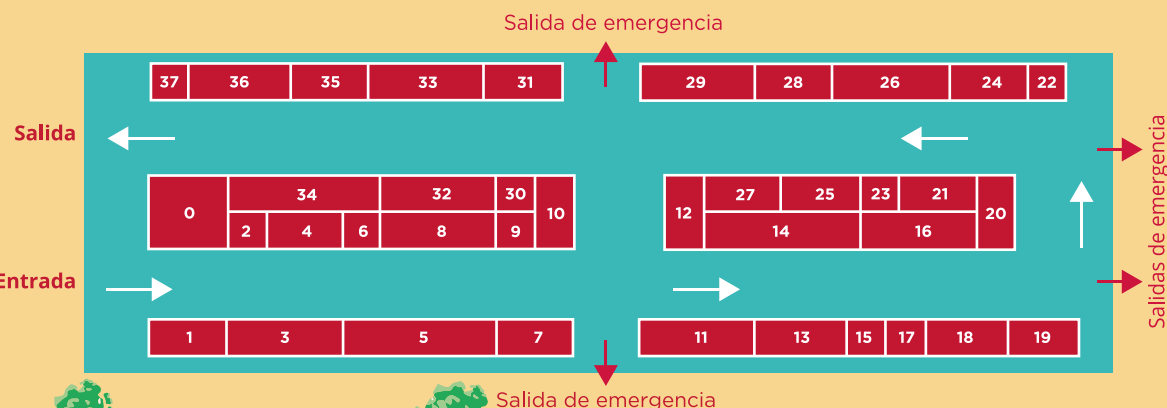 Salida de emergencia
37 36 35 33 31 29 28 26 24 22
Salida
0 34 32 30 10 12 27 25 23 21 20
2 4 6 8 9 14 16
Entrada
1 3 5 7 11 13 15 17 18 19
Salida de emergencia
Salidas de emergencia